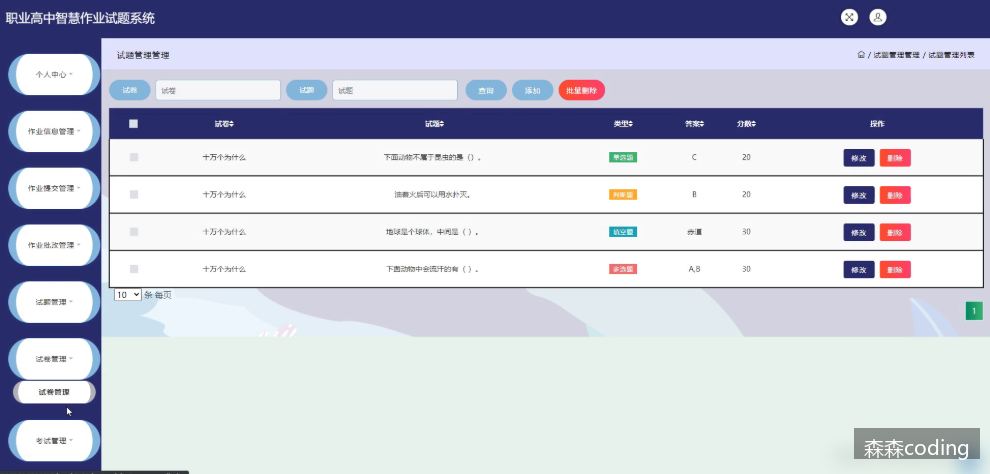 职业高中智慧作业试题系统
个人中心
作业信息管理
作业提交管理
作业批改管理
试题管理
试卷管理
试卷管理
考试管理
试题管理管理
/ 试题管理管理 / 试题管理列表
试卷 试卷 试题 试题 查询 添加 批量删除
试卷 试题 类型 答案 分数 操作
十万个为什么 下面动物不属于昆虫的是（ ）。 单选题 C 20 修改 删除
十万个为什么 油着火后可以用水扑灭。 判断题 B 20 修改 删除
十万个为什么 地球是个球体，中间是（ ）。 填空题 赤道 30 修改 删除
十万个为什么 下面动物中会流汗的有（ ）。 多选题 A,B 30 修改 删除
10 条 每页
1
森森coding